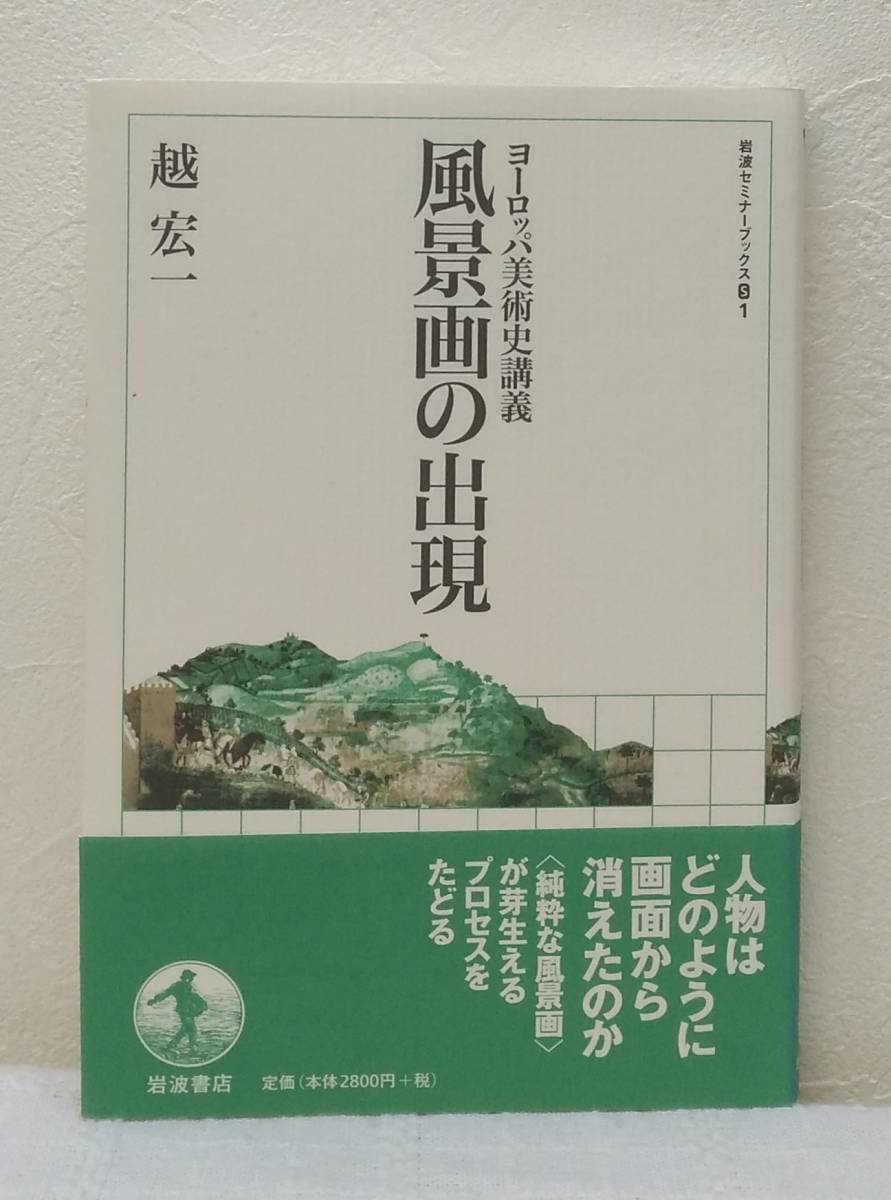 岩波セミナーブックス S1
ヨーロッパ美術史講義
風景画の出現
越 宏一
人物は
どのように
画面から
消えたのか
〈純粋な風景画〉
が芽生える
プロセスを
たどる
岩波書店
定価(本体2800円+税)